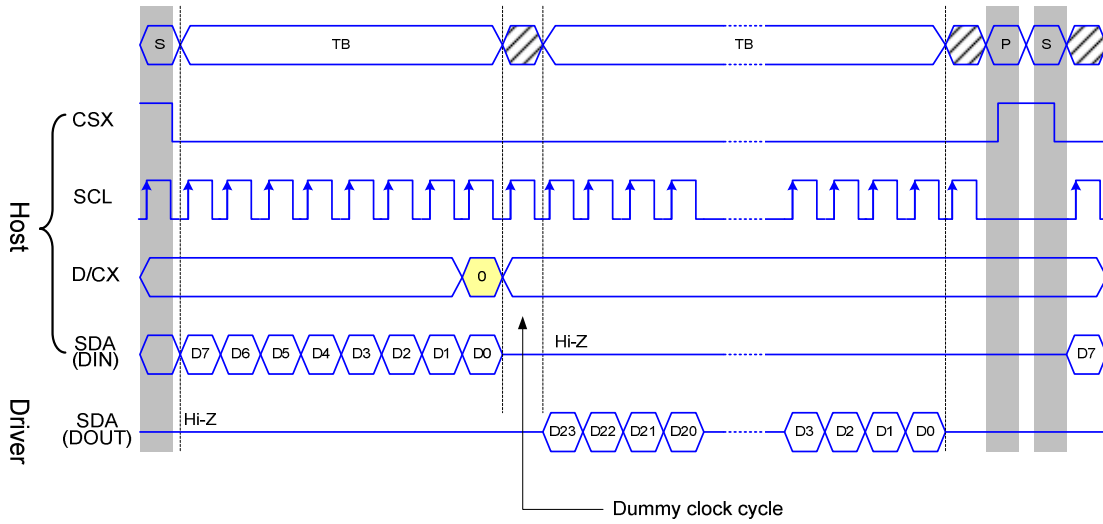 S TB TB P S
CSX
SCL
D/CX 0
SDA
(DIN) D7 D6 D5 D4 D3 D2 D1 D0 Hi-Z D7
SDA
(DOUT) Hi-Z D23 D22 D21 D20 D3 D2 D1 D0
Host
Driver
Dummy clock cycle